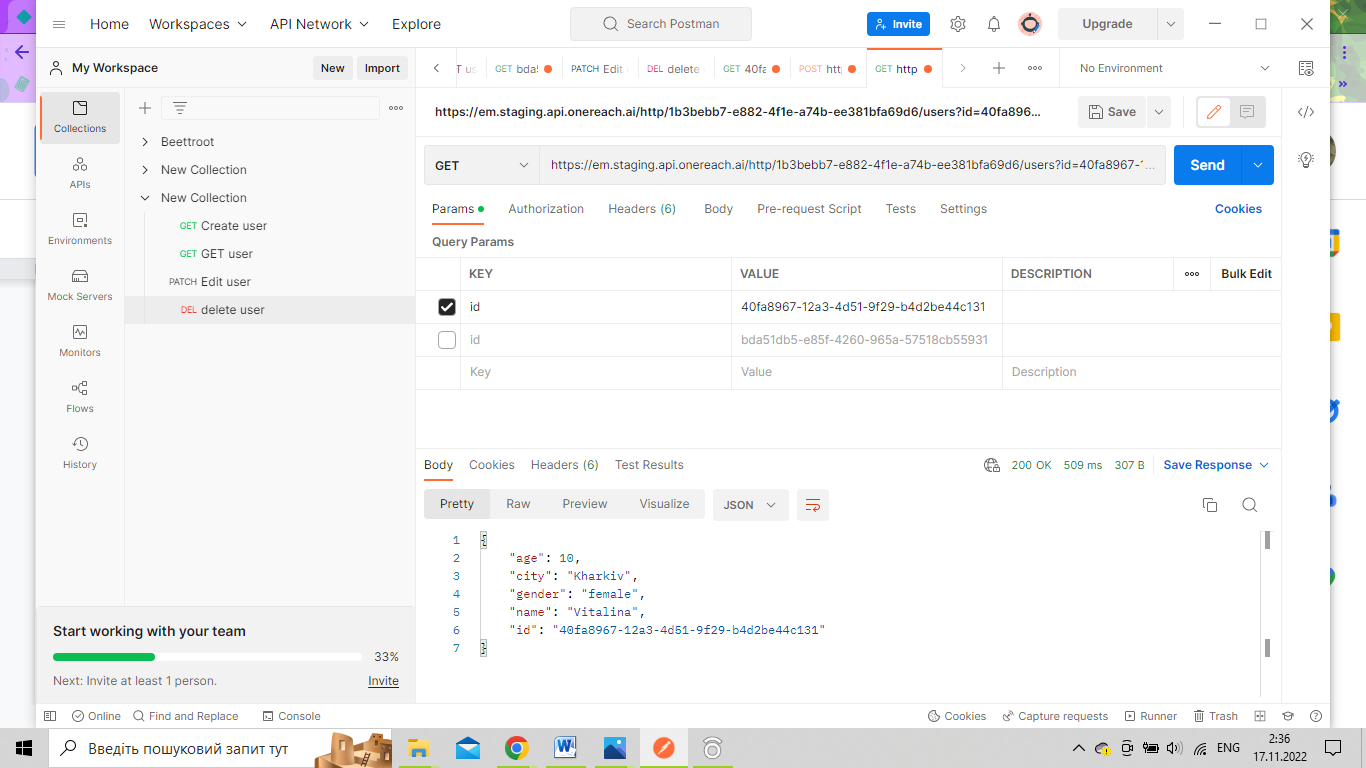 Home Workspaces API Network Explore Search Postman Invite Upgrade
My Workspace New Import GET bda5 PATCH Edit DEL delete GET 40fa POST htt GET http No Environment
Collections
APIs
Environments
Mock Servers
Monitors
Flows
History
Beettroot
New Collection
New Collection
GET Create user
GET GET user
PATCH Edit user
DEL delete user
https://em.staging.api.onereach.ai/http/1b3bebb7-e882-4f1e-a74b-ee381bfa69d6/users?id=40fa896... Save
GET https://em.staging.api.onereach.ai/http/1b3bebb7-e882-4f1e-a74b-ee381bfa69d6/users?id=40fa8967-1... Send
Params Authorization Headers (6) Body Pre-request Script Tests Settings Cookies
Query Params
KEY VALUE DESCRIPTION Bulk Edit
id 40fa8967-12a3-4d51-9f29-b4d2be44c131
id bda51db5-e85f-4260-965a-57518cb55931
Key Value Description
Body Cookies Headers (6) Test Results 200 OK 509 ms 307 B Save Response
Pretty Raw Preview Visualize JSON
1 {
2 "age": 10,
3 "city": "Kharkiv",
4 "gender": "female",
5 "name": "Vitalina",
6 "id": "40fa8967-12a3-4d51-9f29-b4d2be44c131"
7 }
Start working with your team
33%
Next: Invite at least 1 person. Invite
Online Find and Replace Console Cookies Capture requests Runner Trash
Введіть пошуковий запит тут ENG 2:36
17.11.2022